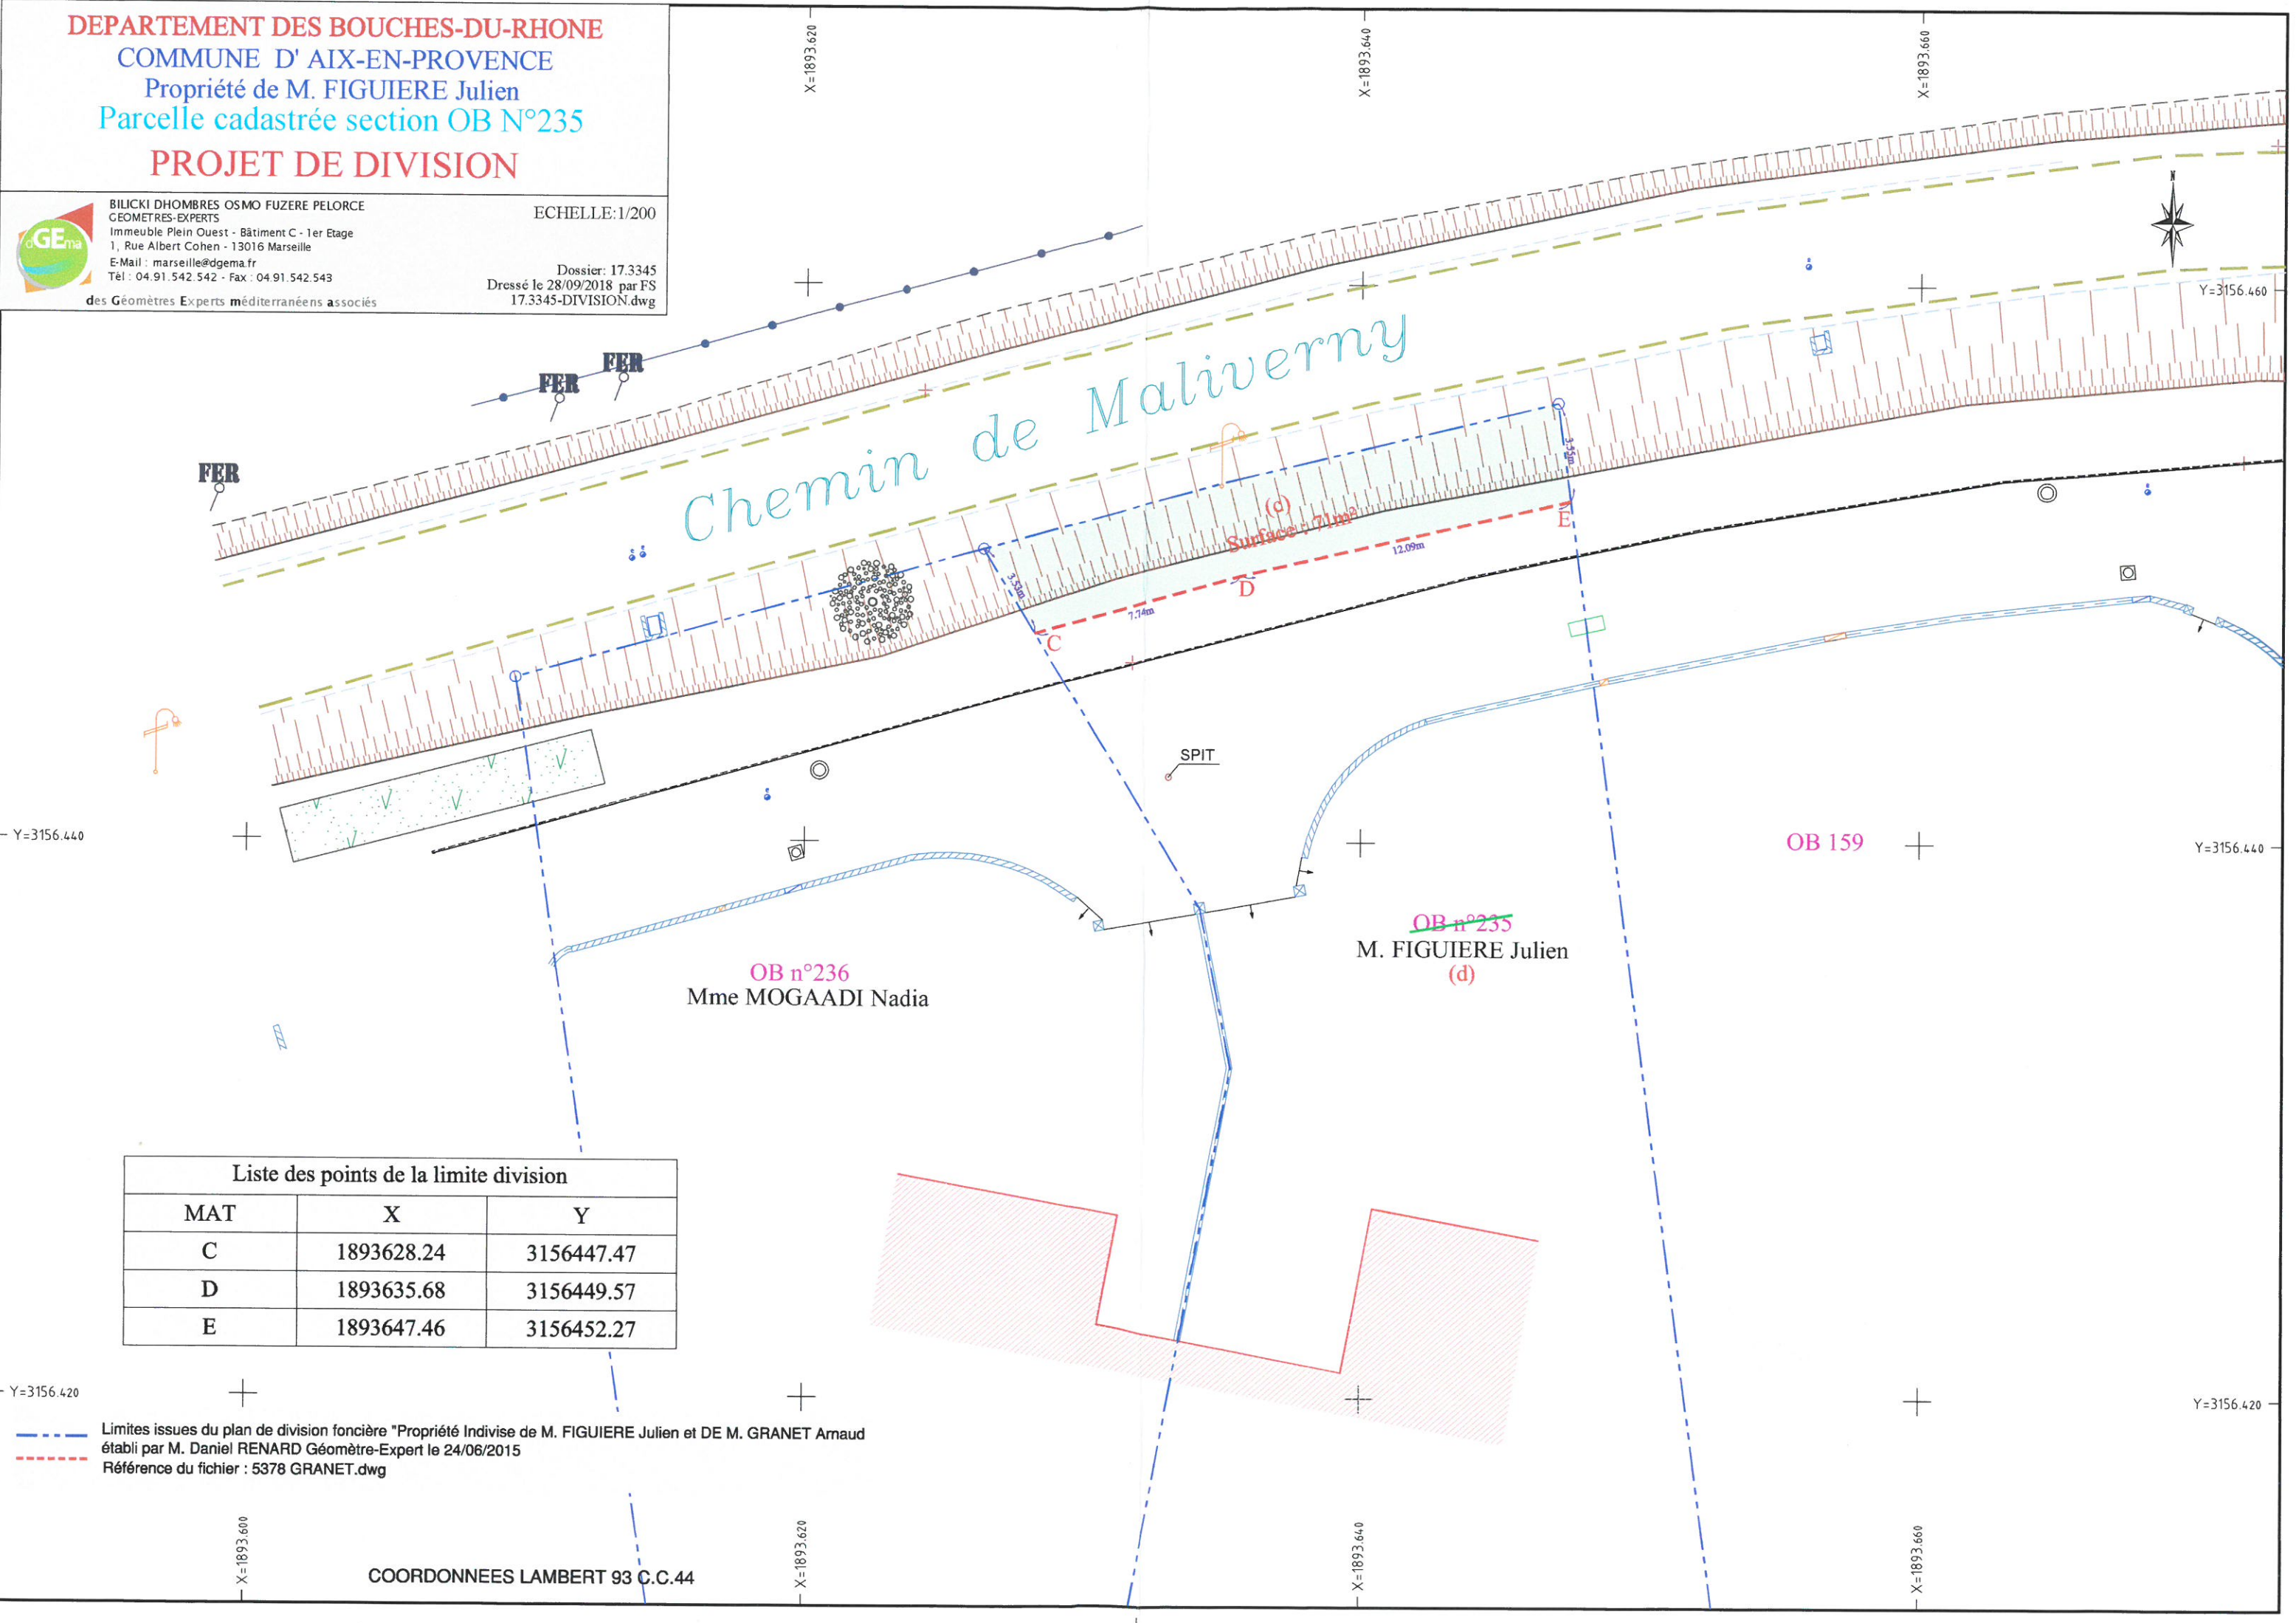 DEPARTEMENT DES BOUCHES-DU-RHONE
COMMUNE D' AIX-EN-PROVENCE
Propriété de M. FIGUIERE Julien
Parcelle cadastrée section OB N°235
PROJET DE DIVISION
dGEma
BILICKI DHOMBRES OSMO FUZERE PELORCE
GEOMETRES-EXPERTS
Immeuble Plein Ouest - Bâtiment C - 1er Etage
1, Rue Albert Cohen - 13016 Marseille
E-Mail : marseille@dgema.fr
Tél : 04.91.542.542 - Fax : 04.91.542.543
des Géomètres Experts méditerranéens associés
ECHELLE:1/200
Dossier: 17.3345
Dressé le 28/09/2018 par FS
17.3345-DIVISION.dwg
X=1893.620
X=1893.640
X=1893.660
N
Y=3156.460
FER
FER
FER
Chemin de Maliverny
3.35m
(c)
Surface : 71m²
E
12.09m
D
3.53m
7.74m
C
SPIT
Y=3156.440
Y=3156.440
OB 159
OB n°235
M. FIGUIERE Julien
(d)
OB n°236
Mme MOGAADI Nadia
Liste des points de la limite division
MAT X Y
C 1893628.24 3156447.47
D 1893635.68 3156449.57
E 1893647.46 3156452.27
Y=3156.420
Y=3156.420
Limites issues du plan de division foncière "Propriété Indivise de M. FIGUIERE Julien et DE M. GRANET Arnaud
établi par M. Daniel RENARD Géomètre-Expert le 24/06/2015
Référence du fichier : 5378 GRANET.dwg
X=1893.600
X=1893.620
X=1893.640
X=1893.660
COORDONNEES LAMBERT 93 C.C.44